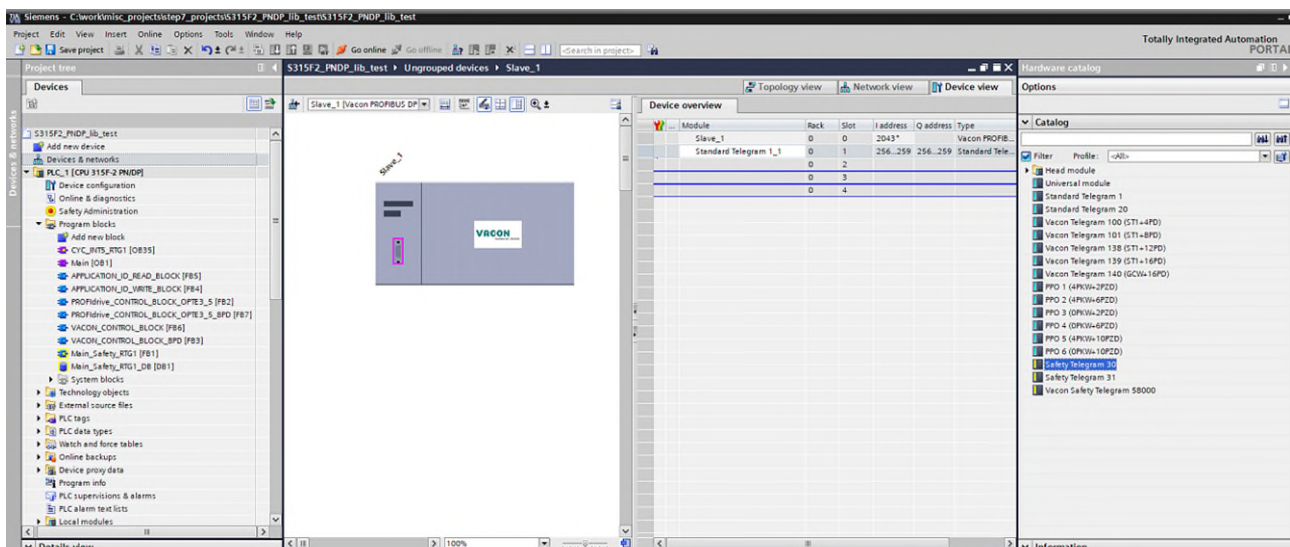 Siemens - C:\work\misc_projects\step7_projects\S315F2_PNDP_lib_test\S315F2_PNDP_lib_test
Project Edit View Insert Online Options Tools Window Help
Totally Integrated Automation
PORTAL
Save project Go online Go offline <Search in project>
Project tree
S315F2_PNDP_lib_test Ungrouped devices Slave_1
Hardware catalog
Devices
Topology view Network view Device view
Options
Devices & networks
Slave_1 [Vacon PROFIBUS DP
Device overview
Catalog
S315F2_PNDP_lib_test
Add new device
Devices & networks
PLC_1 [CPU 315F-2 PN/DP]
Device configuration
Online & diagnostics
Safety Administration
Program blocks
Add new block
CYC_INT5_RTG1 [OB35]
Main [OB1]
APPLICATION_ID_READ_BLOCK [FB5]
APPLICATION_ID_WRITE_BLOCK [FB4]
PROFIdrive_CONTROL_BLOCK_OPTE3_5 [FB2]
PROFIdrive_CONTROL_BLOCK_OPTE3_5_8PD [FB7]
VACON_CONTROL_BLOCK [FB6]
VACON_CONTROL_BLOCK_8PD [FB3]
Main_Safety_RTG1 [FB1]
Main_Safety_RTG1_DB [DB1]
System blocks
Technology objects
External source files
PLC tags
PLC data types
Watch and force tables
Online backups
Device proxy data
Program info
PLC supervisions & alarms
PLC alarm text lists
Local modules
Details view
Slave_1
VACON
100%
... Module Rack Slot I address Q address Type
Slave_1 0 0 2043* Vacon PROFIB...
Standard Telegram 1_1 0 1 256...259 256...259 Standard Tele...
0 2
0 3
0 4
Filter Profile: <All>
Head module
Universal module
Standard Telegram 1
Standard Telegram 20
Vacon Telegram 100 (ST1+4PD)
Vacon Telegram 101 (ST1+8PD)
Vacon Telegram 138 (ST1+12PD)
Vacon Telegram 139 (ST1+16PD)
Vacon Telegram 140 (GCW+16PD)
PPO 1 (4PKW+2PZD)
PPO 2 (4PKW+6PZD)
PPO 3 (0PKW+2PZD)
PPO 4 (0PKW+6PZD)
PPO 5 (4PKW+10PZD)
PPO 6 (0PKW+10PZD)
Safety Telegram 30
Safety Telegram 31
Vacon Safety Telegram 58000
Information